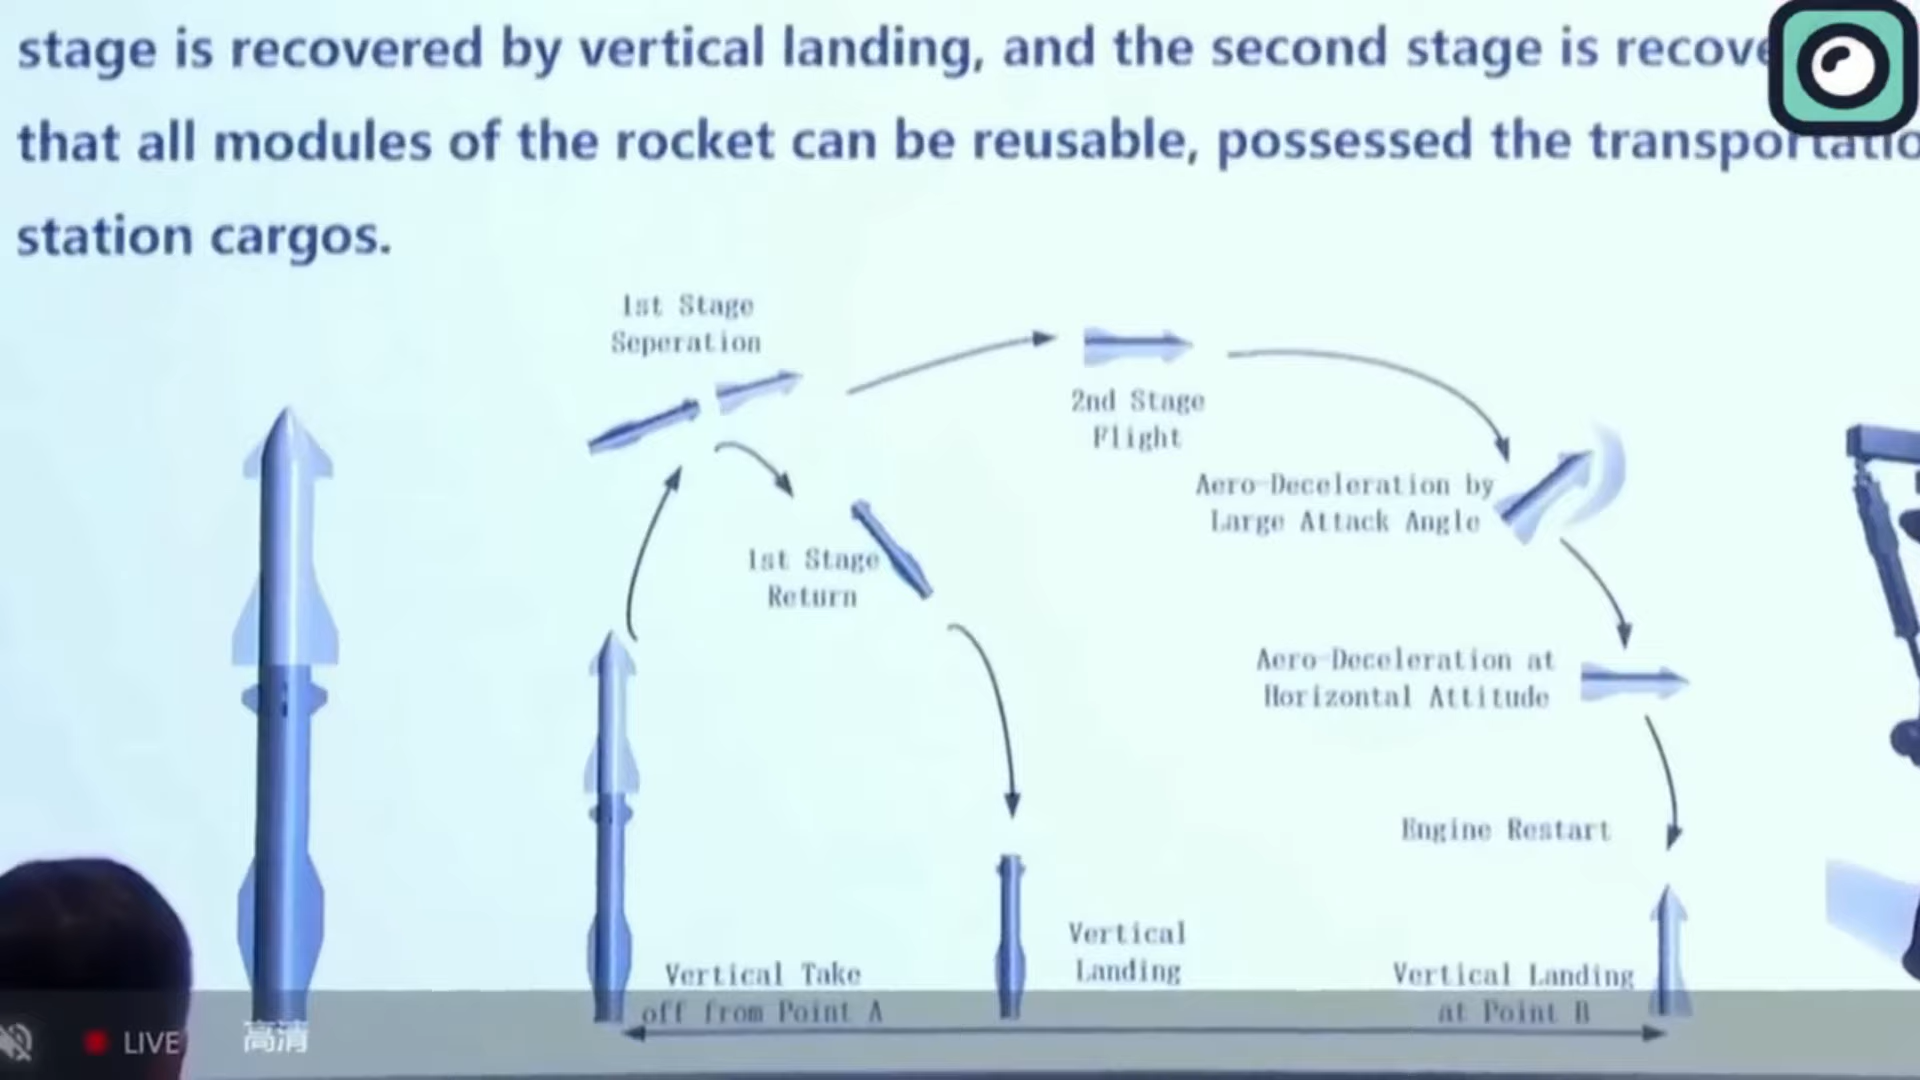 stage is recovered by vertical landing, and the second stage is recove
that all modules of the rocket can be reusable, possessed the transportatio
station cargos.
1st Stage
Seperation
2nd Stage
Flight
Aero-Deceleration by
Large Attack Angle
1st Stage
Return
Aero-Deceleration at
Horizontal Attitude
Engine Restart
Vertical
Landing
Vertical Take
off from Point A
Vertical Landing
at Point B
LIVE 高清